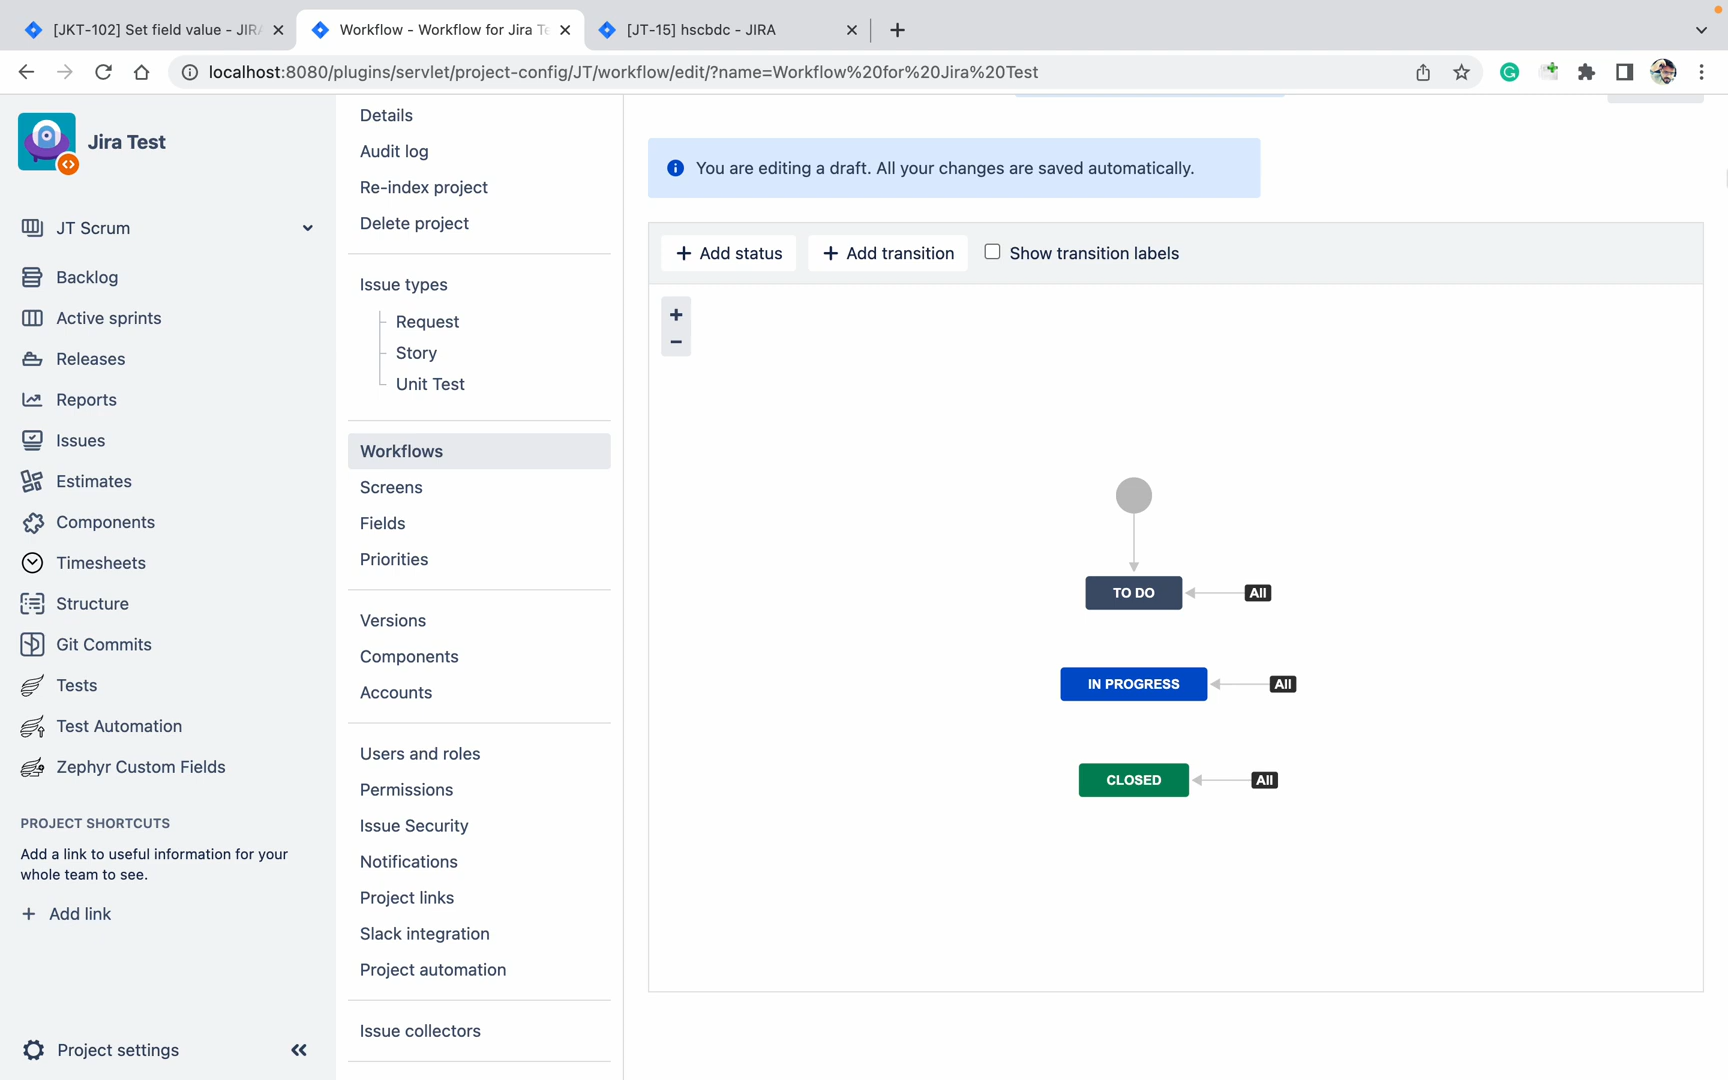 [JKT-102] Set field value - JIRA
Workflow - Workflow for Jira Te
[JT-15] hscbdc - JIRA
localhost:8080/plugins/servlet/project-config/JT/workflow/edit/?name=Workflow%20for%20Jira%20Test
Jira Test
JT Scrum
Backlog
Active sprints
Releases
Reports
Issues
Estimates
Components
Timesheets
Structure
Git Commits
Tests
Test Automation
Zephyr Custom Fields
PROJECT SHORTCUTS
Add a link to useful information for your
whole team to see.
+ Add link
Project settings
Details
Audit log
Re-index project
Delete project
Issue types
Request
Story
Unit Test
Workflows
Screens
Fields
Priorities
Versions
Components
Accounts
Users and roles
Permissions
Issue Security
Notifications
Project links
Slack integration
Project automation
Issue collectors
You are editing a draft. All your changes are saved automatically.
+ Add status
+ Add transition
Show transition labels
+
−
TO DO
All
IN PROGRESS
All
CLOSED
All